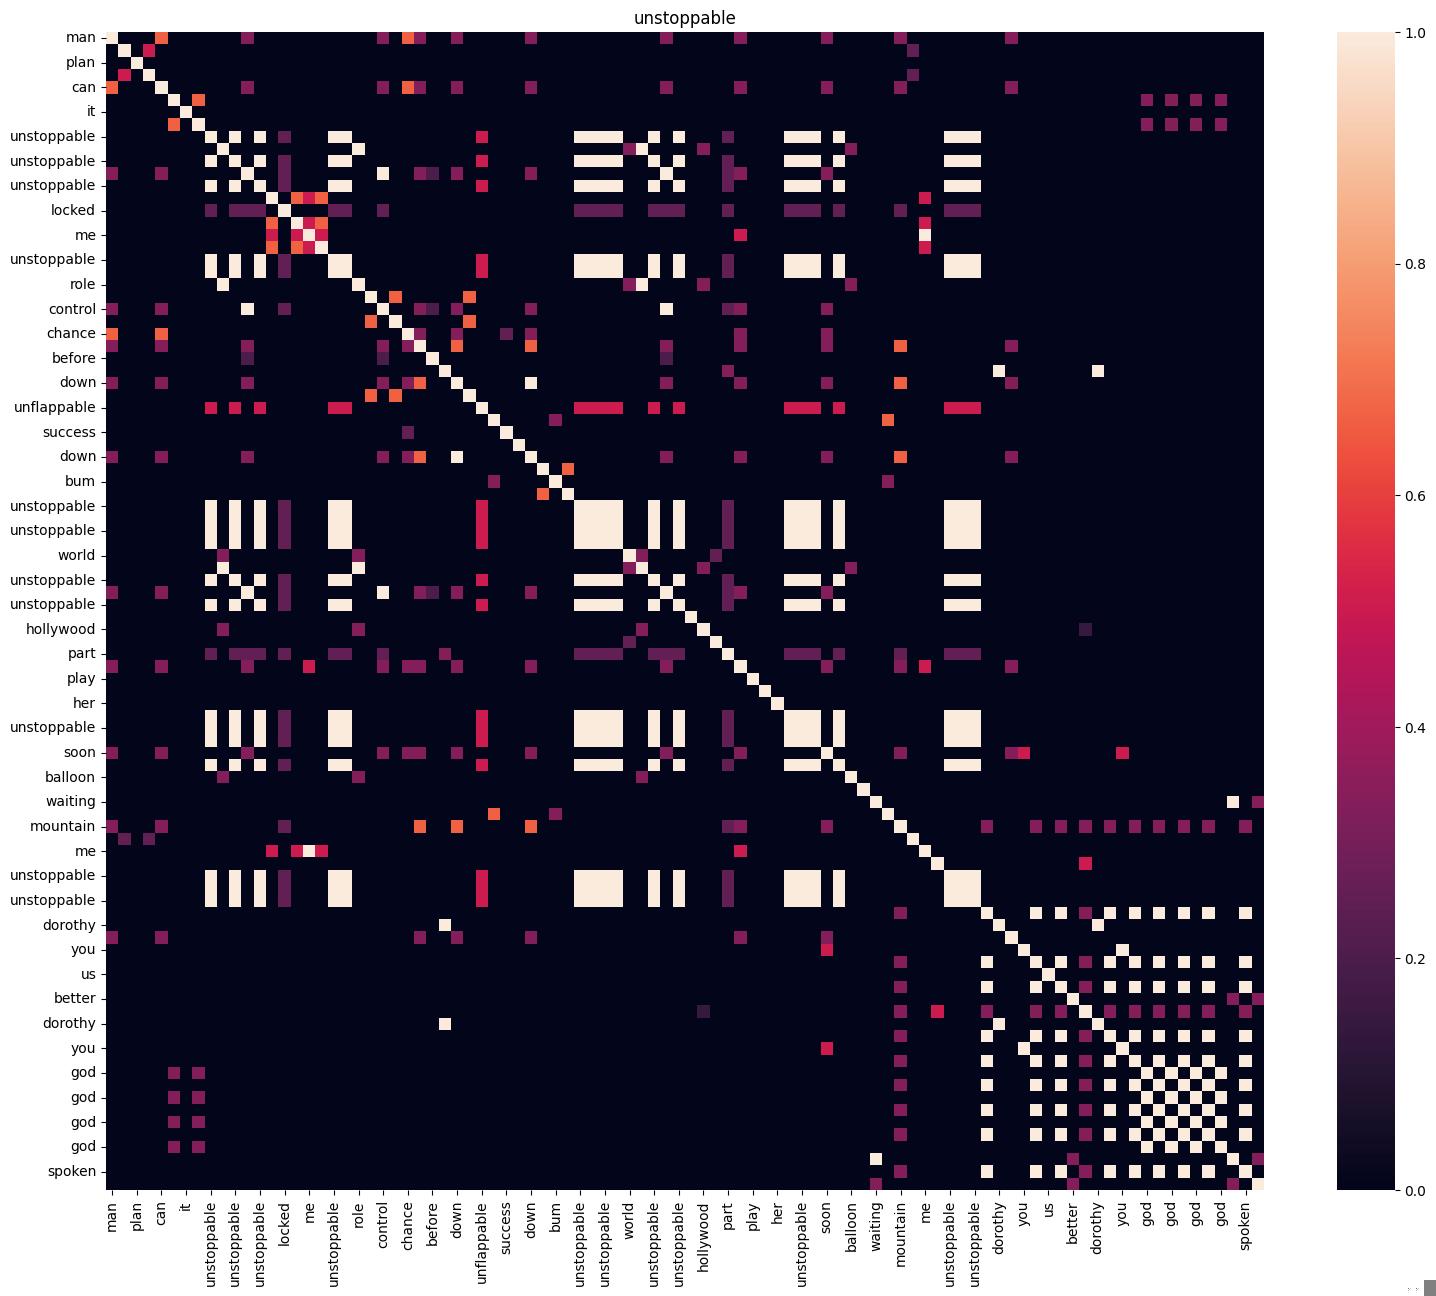 unstoppable
man
plan
can
it
unstoppable
unstoppable
unstoppable
locked
me
unstoppable
role
control
chance
before
down
unflappable
success
down
bum
unstoppable
unstoppable
world
unstoppable
unstoppable
hollywood
part
play
her
unstoppable
soon
balloon
waiting
mountain
me
unstoppable
unstoppable
dorothy
you
us
better
dorothy
you
god
god
god
god
spoken
1.0
0.8
0.6
0.4
0.2
0.0
man
plan
can
it
unstoppable
unstoppable
unstoppable
locked
me
unstoppable
role
control
chance
before
down
unflappable
success
down
bum
unstoppable
unstoppable
world
unstoppable
unstoppable
hollywood
part
play
her
unstoppable
soon
balloon
waiting
mountain
me
unstoppable
unstoppable
dorothy
you
us
better
dorothy
you
god
god
god
god
spoken